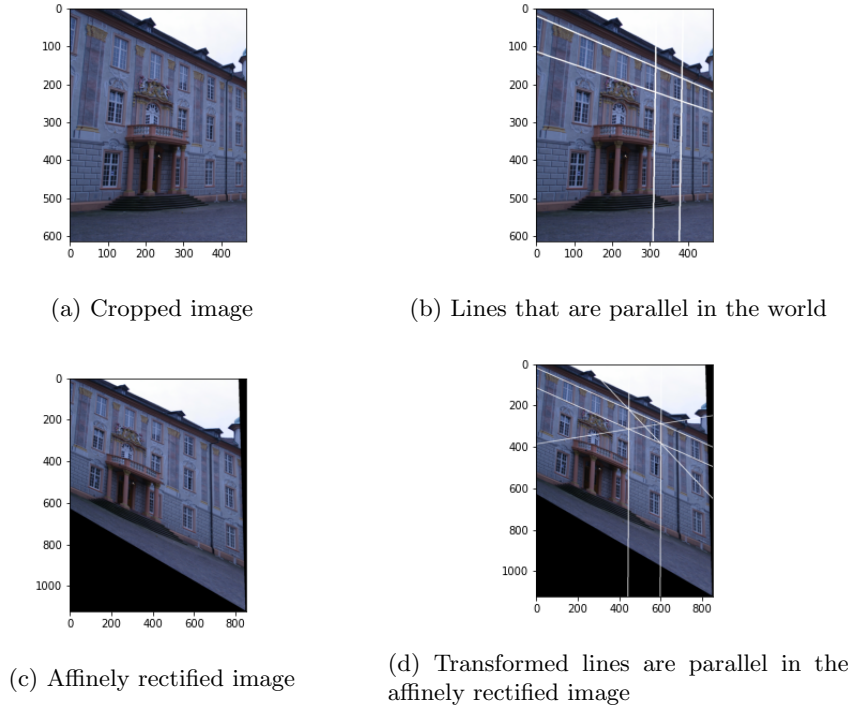 0
100
200
300
400
500
600
0 100 200 300 400
(a) Cropped image
0
100
200
300
400
500
600
0 100 200 300 400
(b) Lines that are parallel in the world
0
200
400
600
800
1000
0 200 400 600 800
(c) Affinely rectified image
0
200
400
600
800
1000
0 200 400 600 800
(d) Transformed lines are parallel in the
affinely rectified image